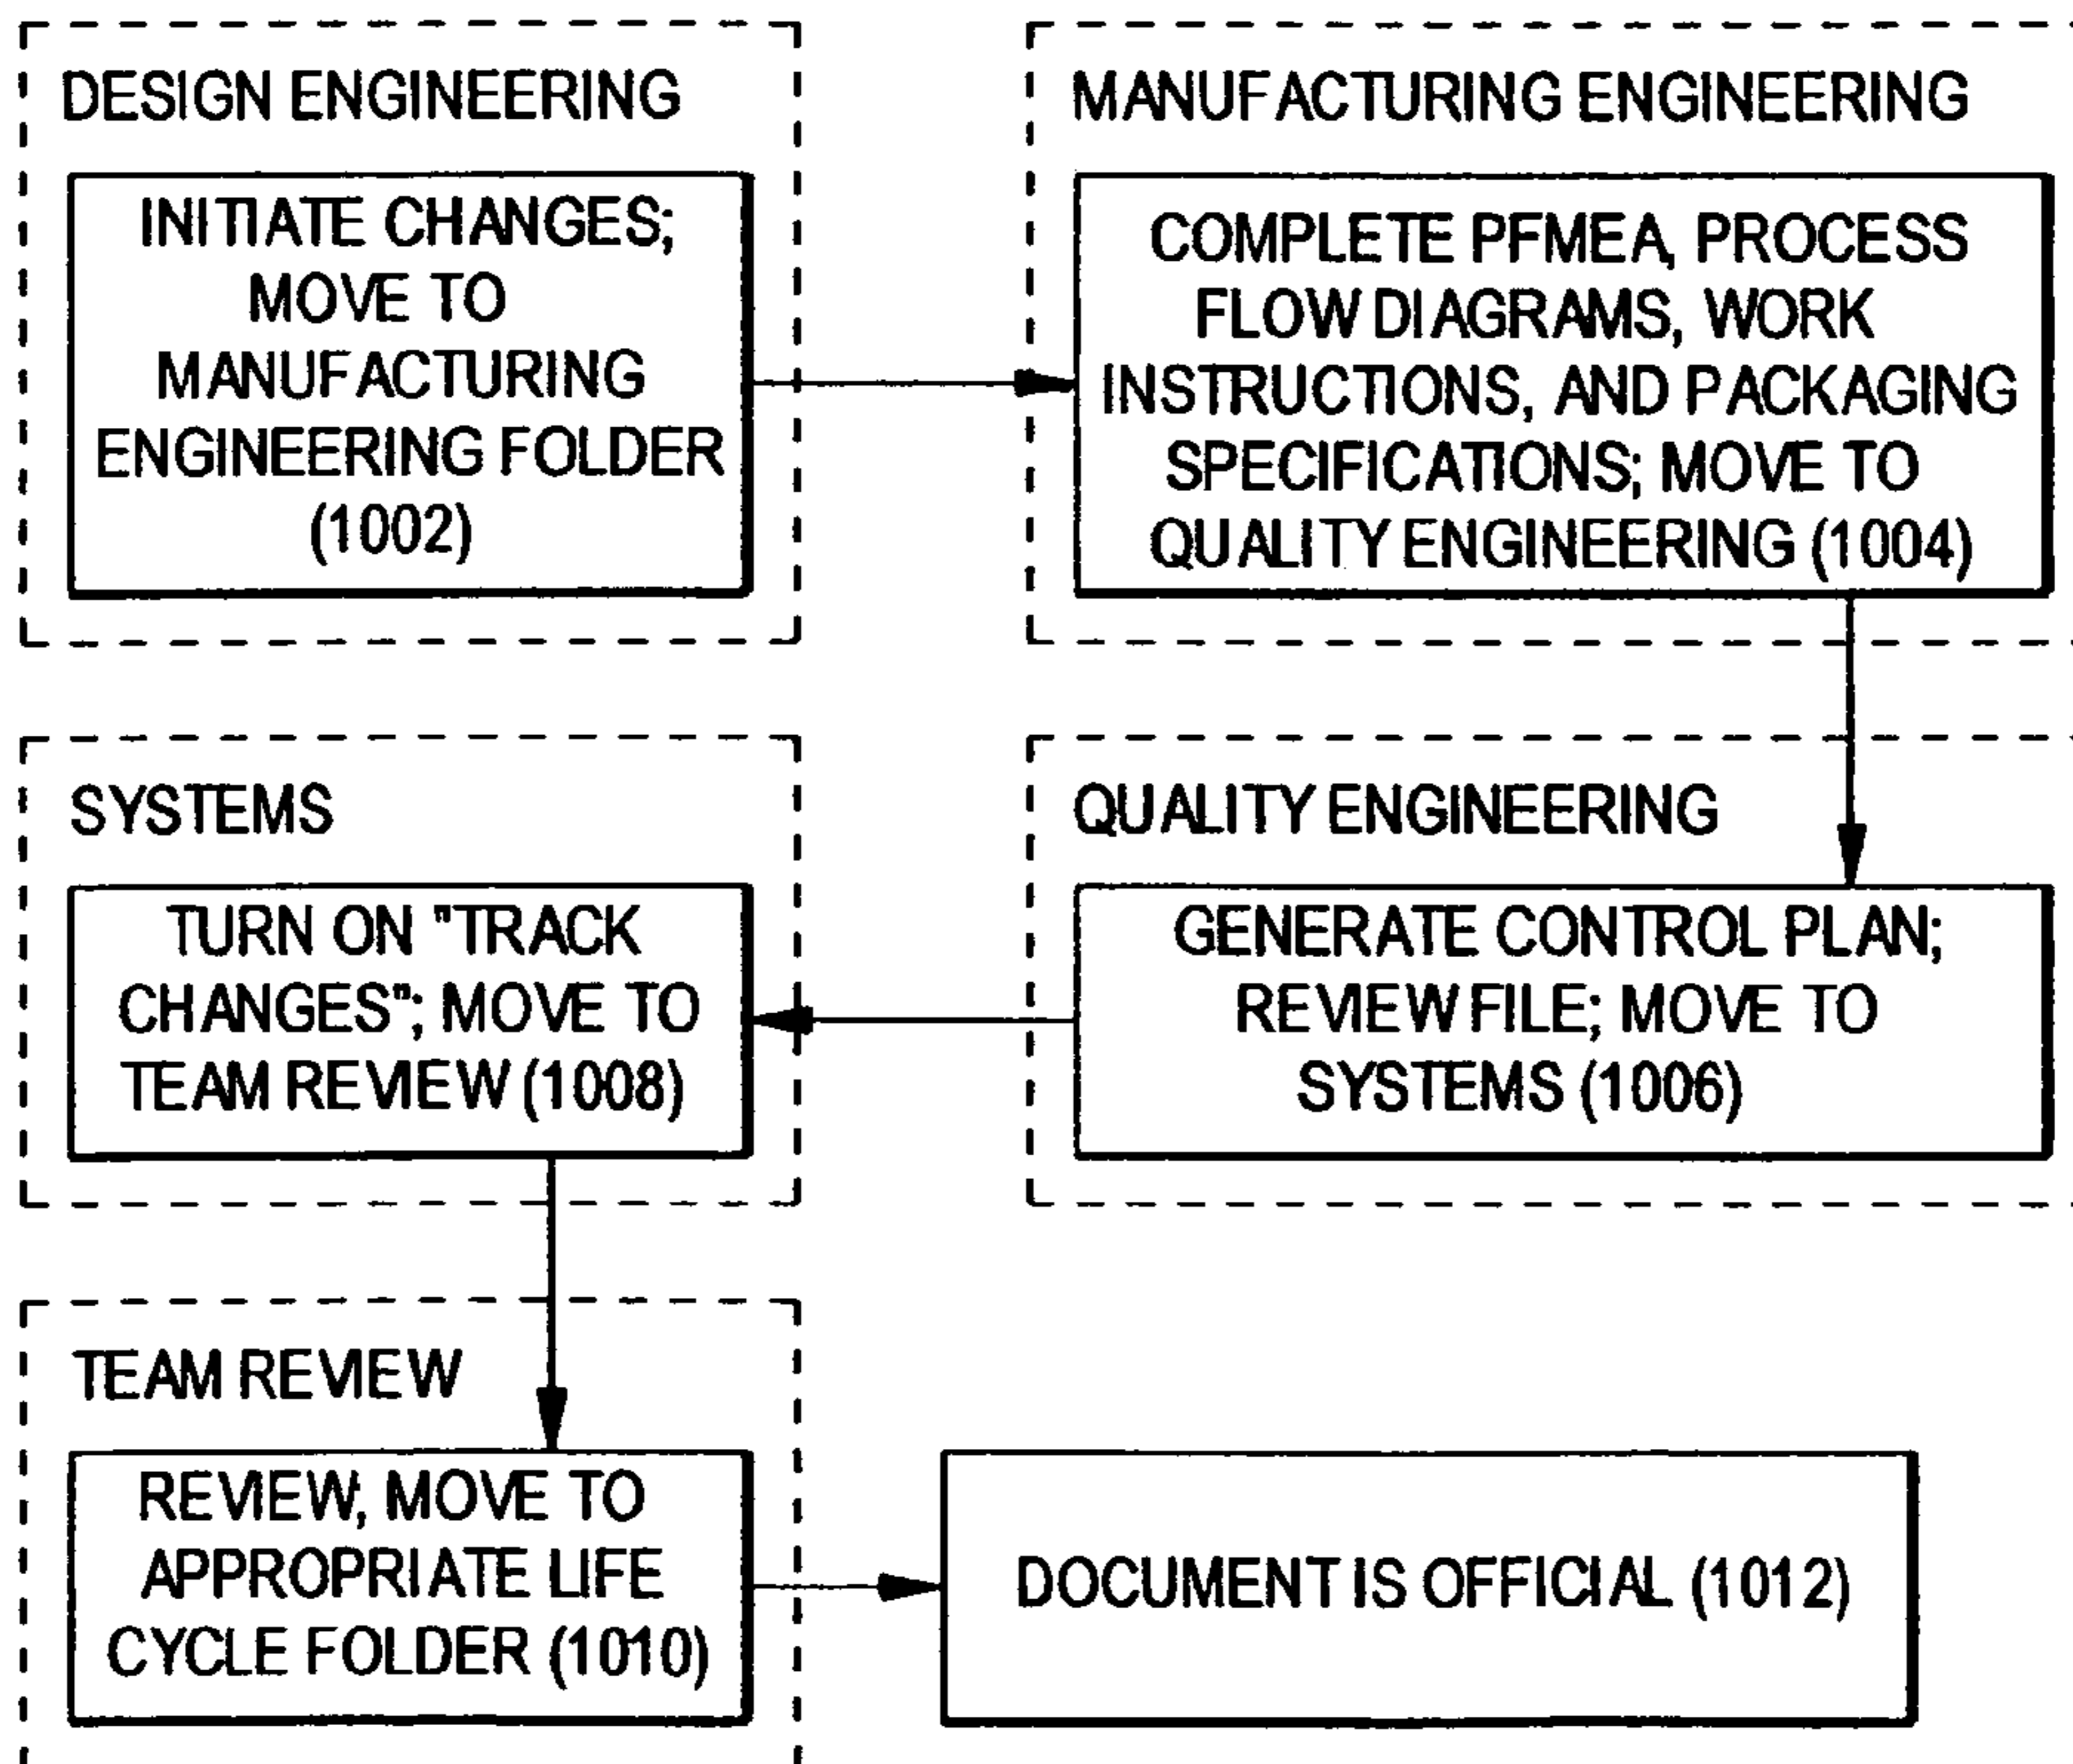 DESIGN ENGINEERING
INITIATE CHANGES;
MOVE TO
MANUFACTURING
ENGINEERING FOLDER
(1002)
MANUFACTURING ENGINEERING
COMPLETE PFMEA, PROCESS
FLOW DIAGRAMS, WORK
INSTRUCTIONS, AND PACKAGING
SPECIFICATIONS; MOVE TO
QUALITY ENGINEERING (1004)
QUALITY ENGINEERING
GENERATE CONTROL PLAN;
REVIEW FILE; MOVE TO
SYSTEMS (1006)
SYSTEMS
TURN ON "TRACK
CHANGES"; MOVE TO
TEAM REVIEW (1008)
TEAM REVIEW
REVIEW, MOVE TO
APPROPRIATE LIFE
CYCLE FOLDER (1010)
DOCUMENT IS OFFICIAL (1012)